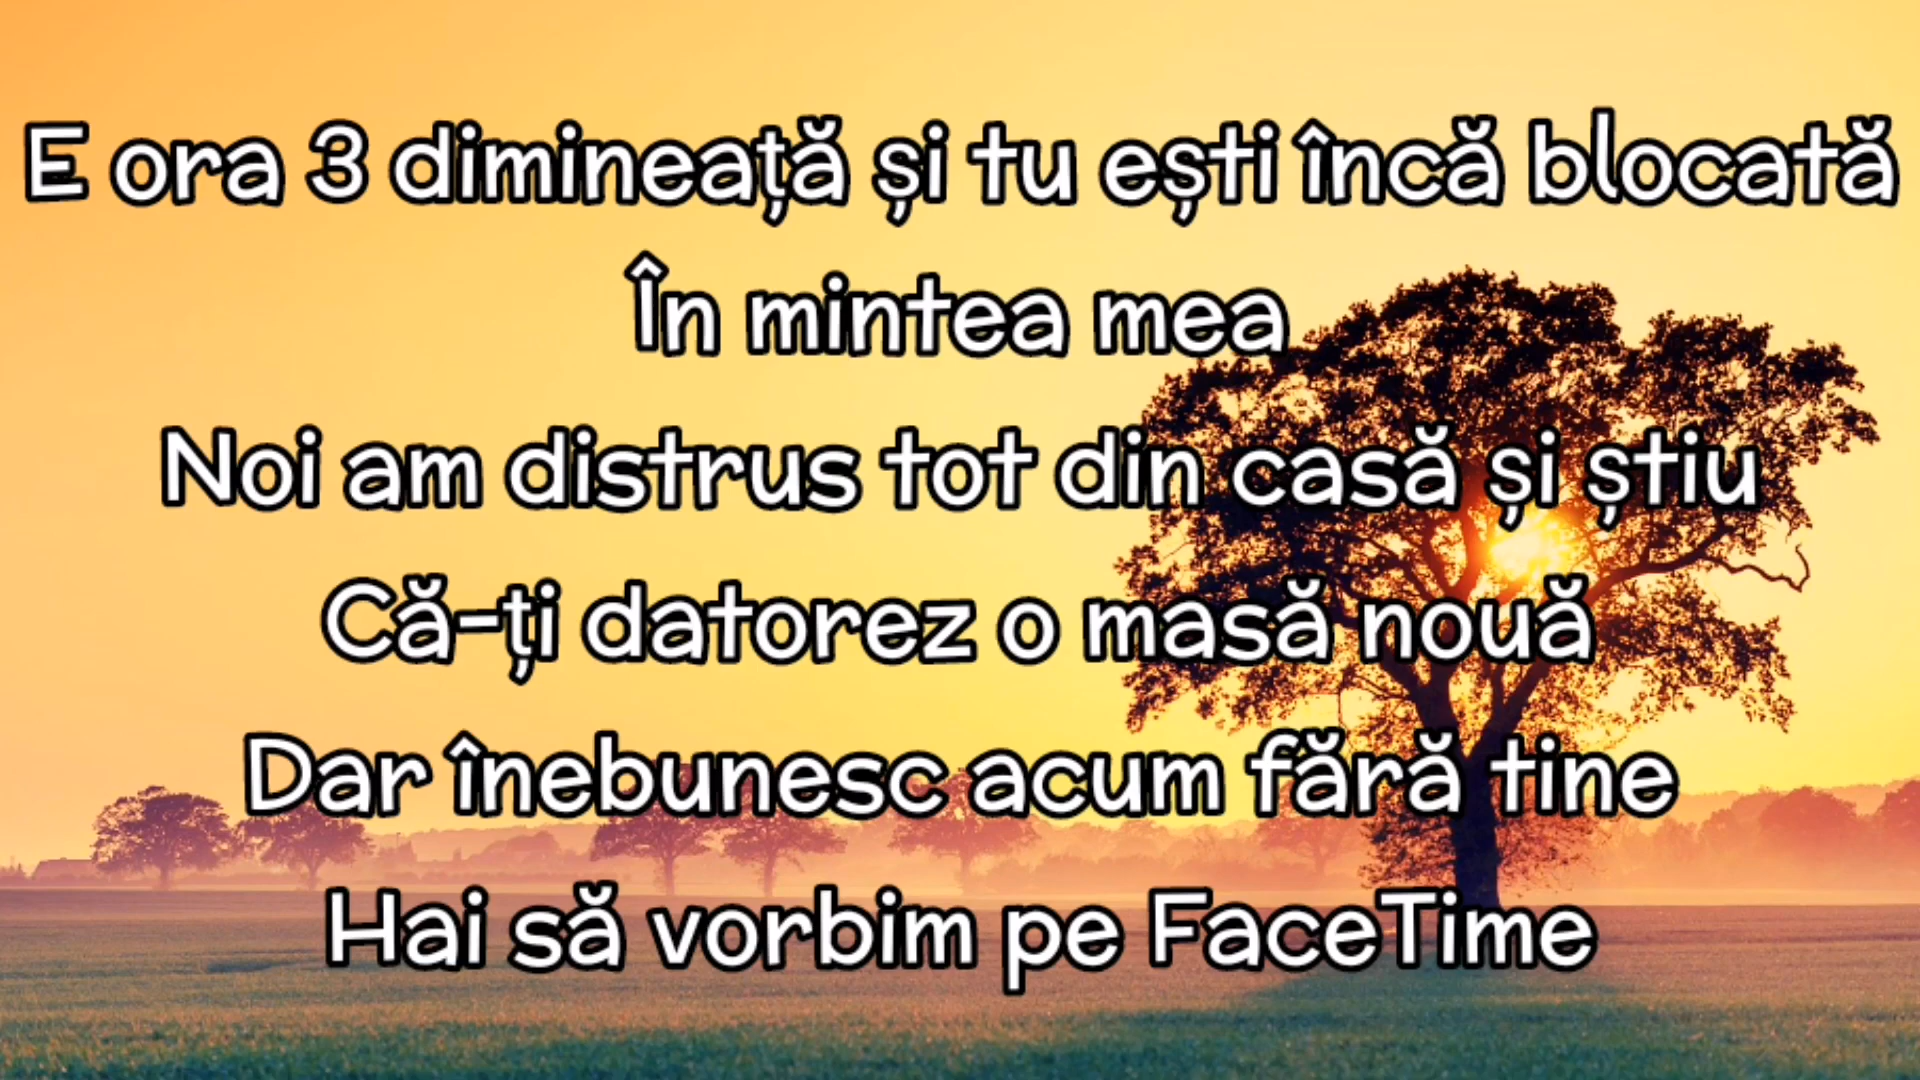 E ora 3 dimineață și tu ești încă blocată
În mintea mea
Noi am distrus tot din casă și știu
Că-ți datorez o masă nouă
Dar înebunesc acum fără tine
Hai să vorbim pe FaceTime